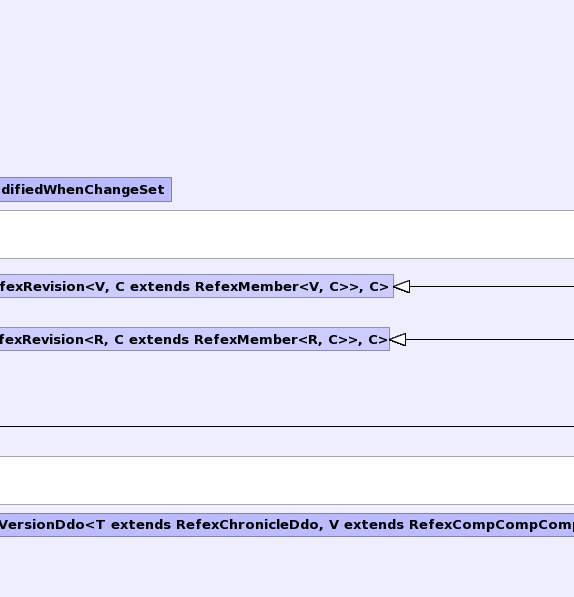 difiedWhenChangeSet
fexRevision<V, C extends RefexMember<V, C>>, C>
fexRevision<R, C extends RefexMember<R, C>>, C>
VersionDdo<T extends RefexChronicleDdo, V extends RefexCompCompComp